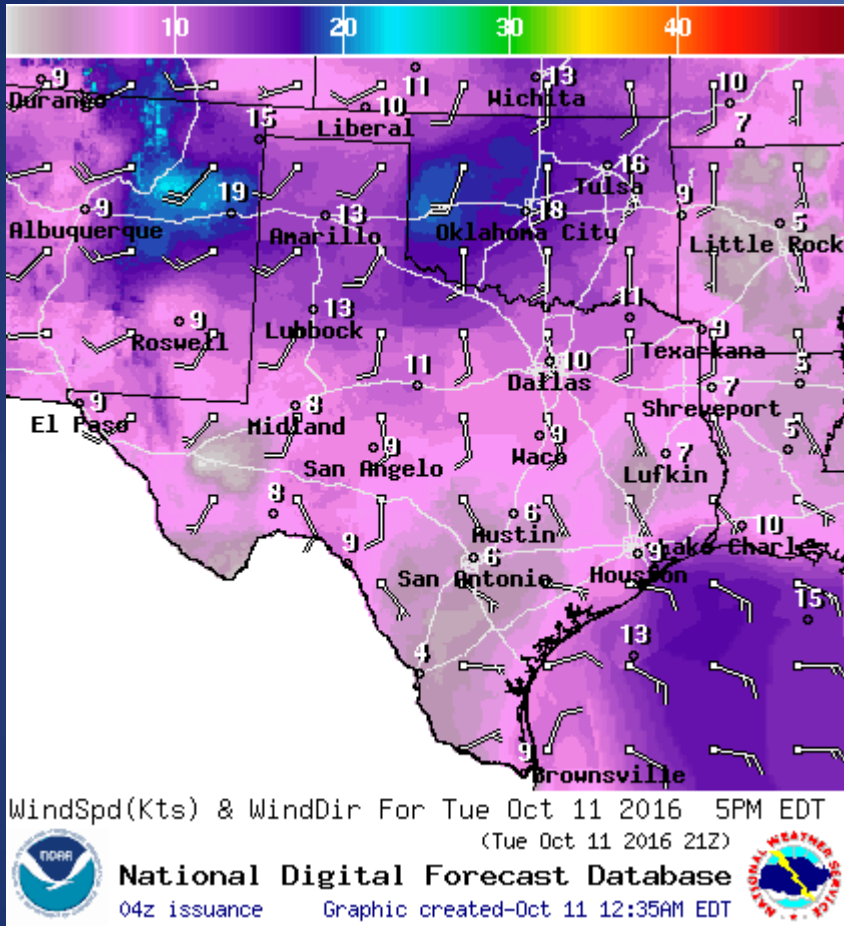 10 20 30 40
9 11 13 10
Durango Wichita
10
Liberal
15 7
16
Tulsa
9 19 13 18 9 5
Albuquerque Amarillo Oklahoma City Little Rock
9 13 11 9
Roswell Lubbock Texarkana
11 10
Dallas
9 8 7
El Paso Midland Shreveport
9 9 7 5
San Angelo Waco Lufkin
8 6 10
Austin
9 6 9
San Antonio Houston Lake Charles
15
13
4
9
Brownsville
WindSpd(Kts) & WindDir For Tue Oct 11 2016 5PM EDT
(Tue Oct 11 2016 21Z)
NOAA
National Digital Forecast Database
04z issuance Graphic created-Oct 11 12:35AM EDT
NATIONAL WEATHER SERVICE